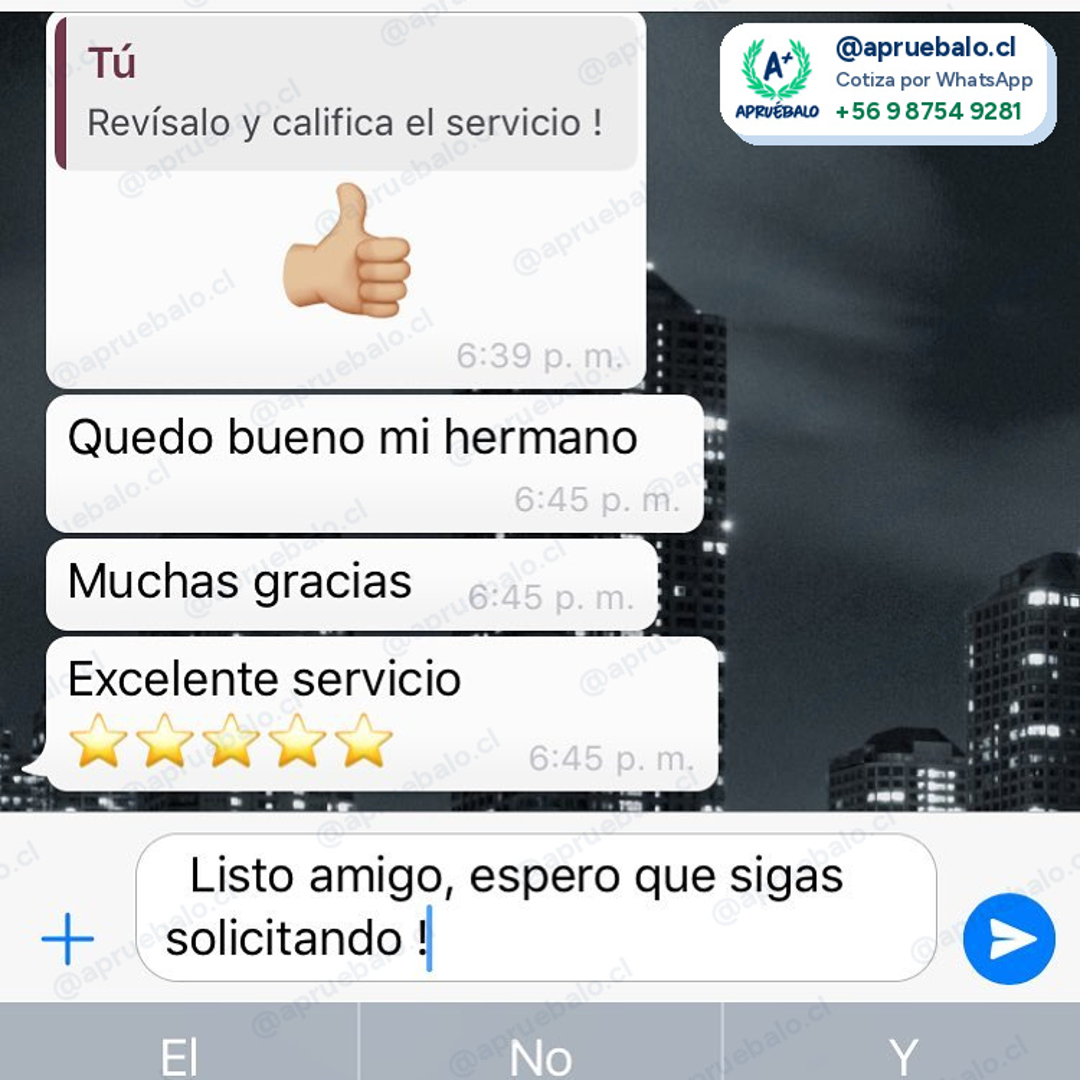 Tú
Revísalo y califica el servicio !
6:39 p. m.
Quedo bueno mi hermano
6:45 p. m.
Muchas gracias
6:45 p. m.
Excelente servicio
6:45 p. m.
Listo amigo, espero que sigas
solicitando !
El No Y
A+
APRUÉBALO
@apruebalo.cl
Cotiza por WhatsApp
+56 9 8754 9281
@apruebalo.cl